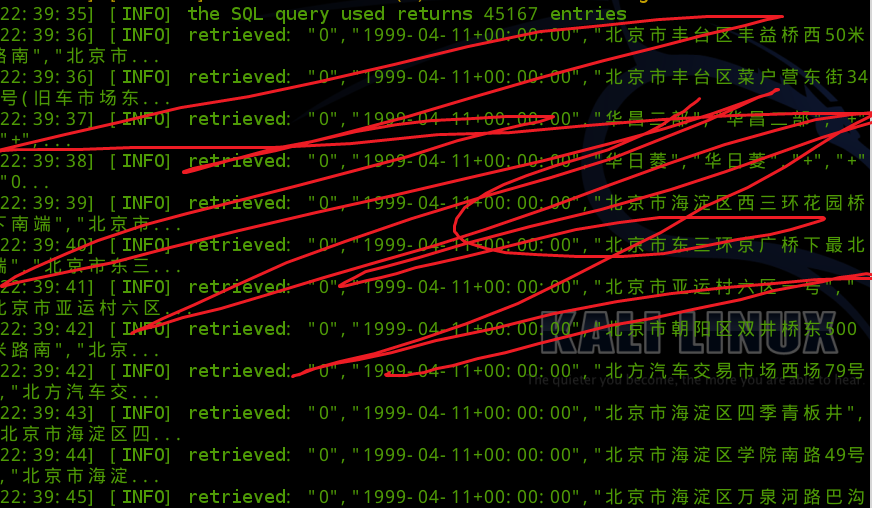 22:39:35] [INFO] the SQL query used returns 45167 entries
22:39:36] [INFO] retrieved: "0","1999-04-11+00:00:00","北京市丰台区丰益桥西50米
路南","北京市...
22:39:36] [INFO] retrieved: "0","1999-04-11+00:00:00","北京市丰台区菜户营东街34
号(旧车市场东...
22:39:37] [INFO] retrieved: "0","1999-04-11+00:00:00","华昌二部","华昌二部","+"
"+",...
22:39:38] [INFO] retrieved: "0","1999-04-11+00:00:00","华日菱","华日菱","+","+"
"0...
22:39:39] [INFO] retrieved: "0","1999-04-11+00:00:00","北京市海淀区西三环花园桥
下南端","北京市...
22:39:40] [INFO] retrieved: "0","1999-04-11+00:00:00","北京市东三环京广桥下最北
端","北京市东三...
22:39:41] [INFO] retrieved: "0","1999-04-11+00:00:00","北京市亚运村六区一号","
北京市亚运村六区...
22:39:42] [INFO] retrieved: "0","1999-04-11+00:00:00","北京市朝阳区双井桥东500
米路南","北京...
22:39:42] [INFO] retrieved: "0","1999-04-11+00:00:00","北方汽车交易市场西场79号
,"北方汽车交...
22:39:43] [INFO] retrieved: "0","1999-04-11+00:00:00","北京市海淀区四季青板井",
北京市海淀区四...
22:39:44] [INFO] retrieved: "0","1999-04-11+00:00:00","北京市海淀区学院南路49号
,"北京市海淀...
22:39:45] [INFO] retrieved: "0","1999-04-11+00:00:00","北京市海淀区万泉河路巴沟
KALI LINUX
The quieter you become, the more you are able to hear